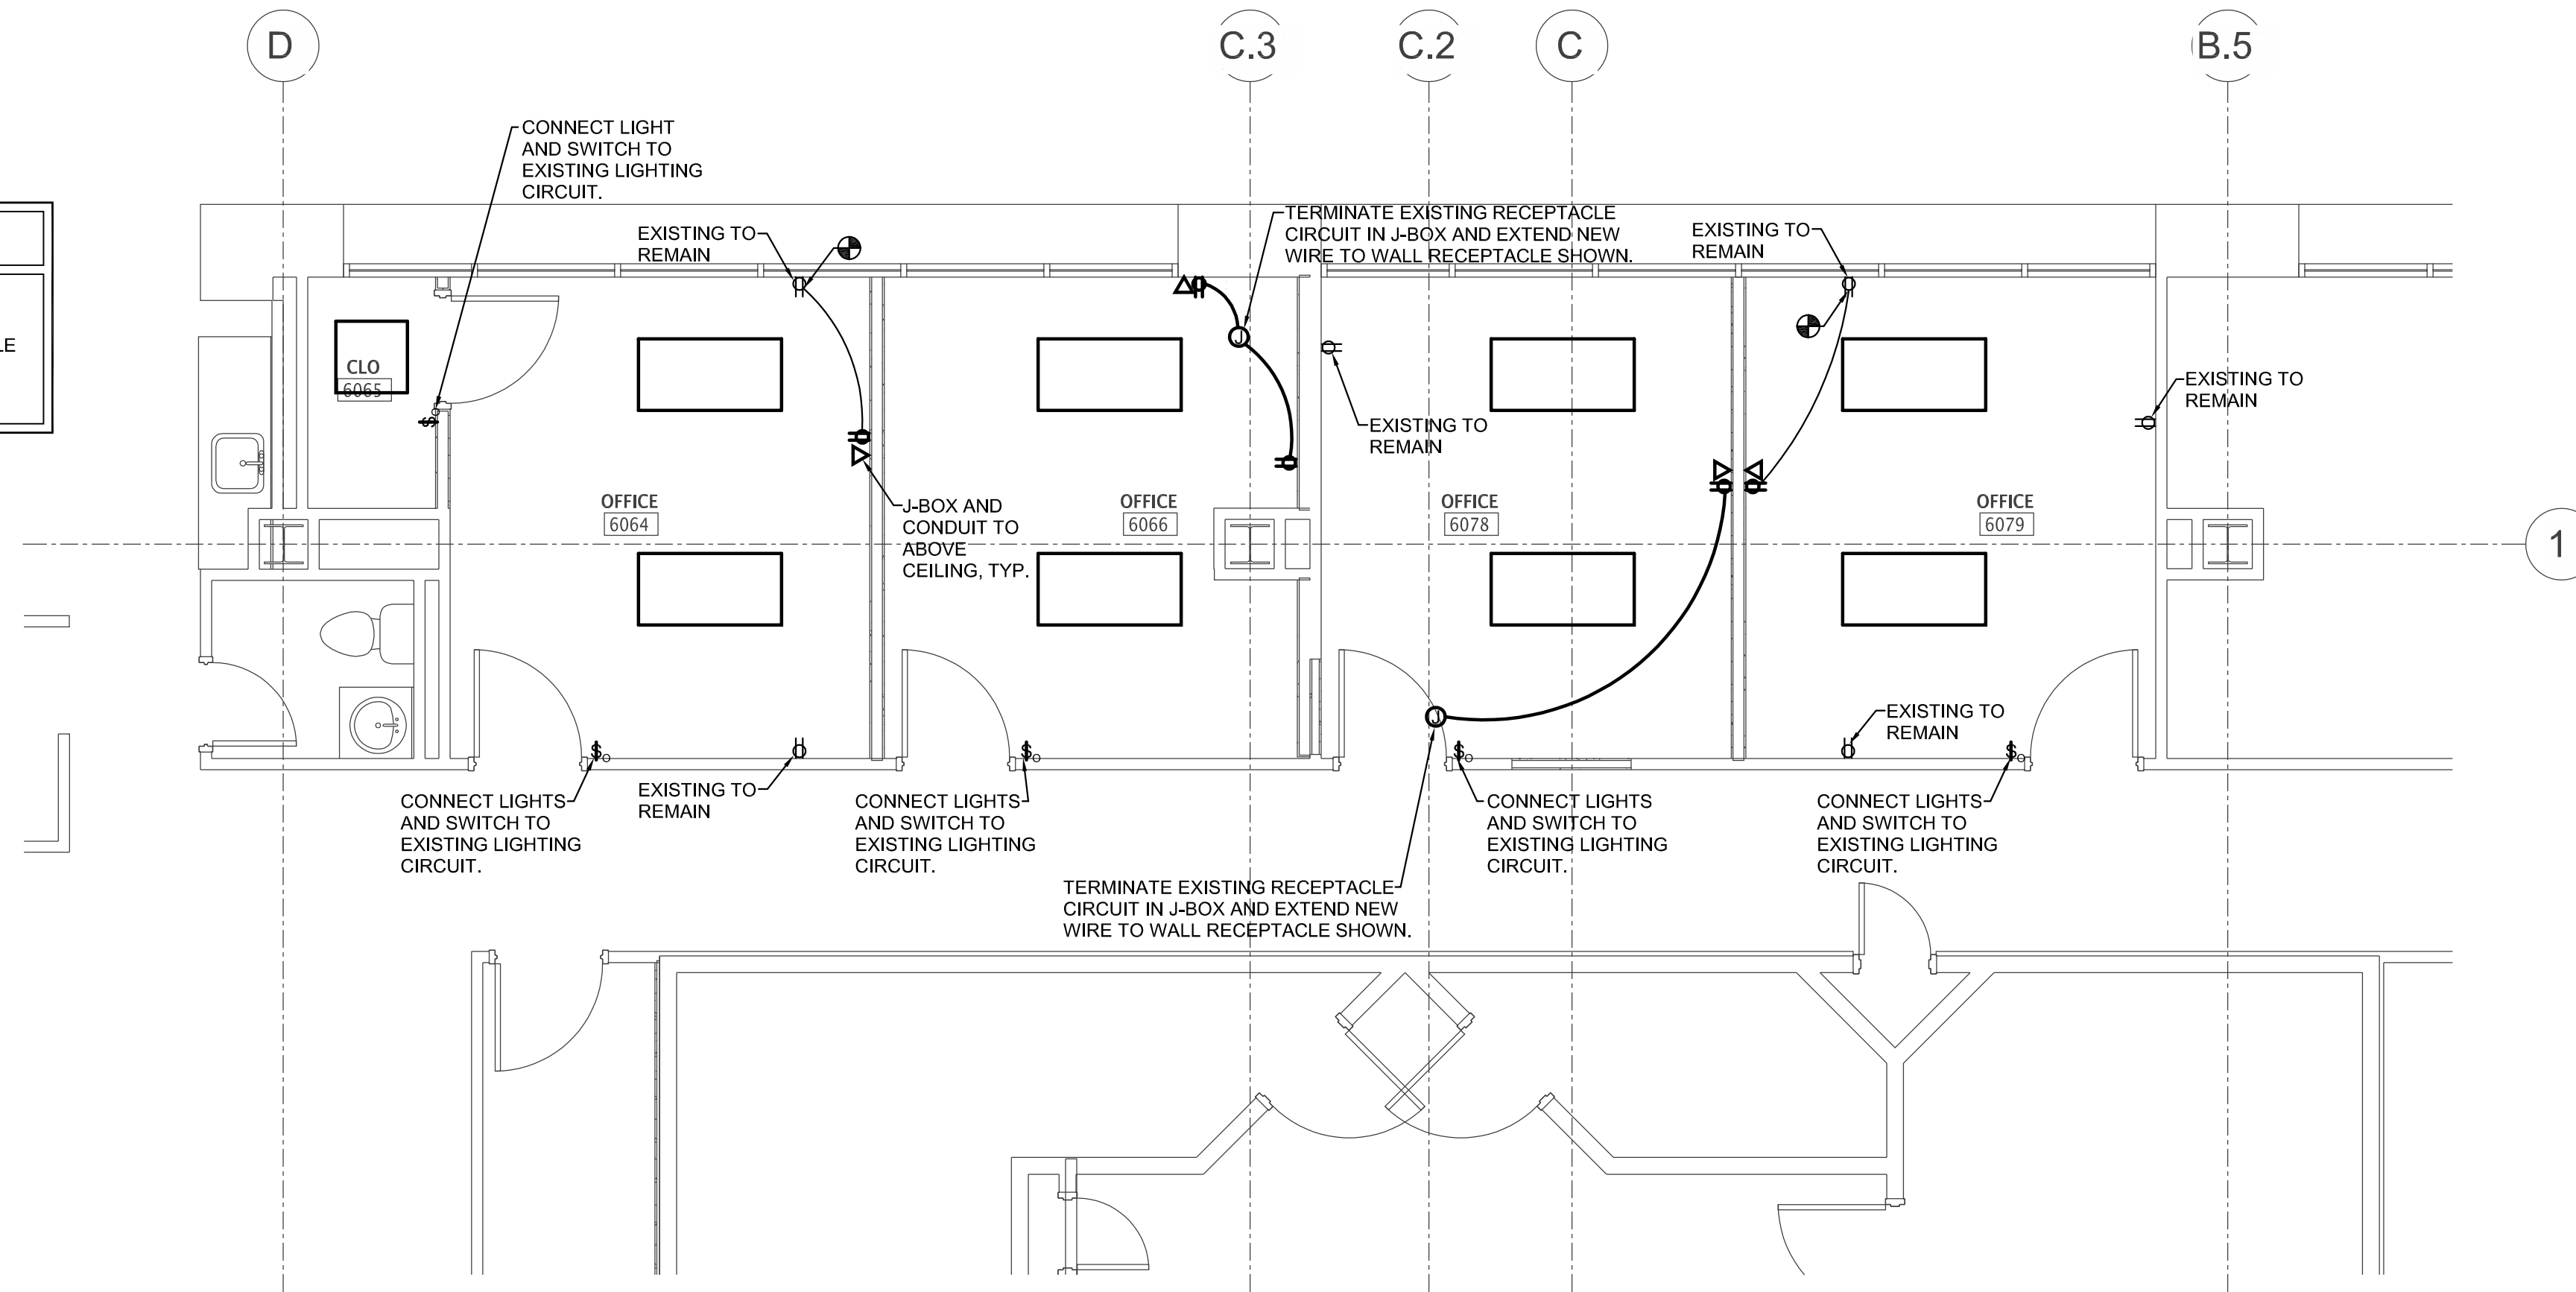 D
C.3
C.2
C
B.5
CONNECT LIGHT
AND SWITCH TO
EXISTING LIGHTING
CIRCUIT.
EXISTING TO
REMAIN
TERMINATE EXISTING RECEPTACLE
CIRCUIT IN J-BOX AND EXTEND NEW
WIRE TO WALL RECEPTACLE SHOWN.
EXISTING TO
REMAIN
J
CLO
6065
$
EXISTING TO
REMAIN
EXISTING TO
REMAIN
OFFICE
6064
J-BOX AND
CONDUIT TO
ABOVE
CEILING, TYP.
OFFICE
6066
OFFICE
6078
OFFICE
6079
1
J
EXISTING TO
REMAIN
$
$
$
$
CONNECT LIGHTS
AND SWITCH TO
EXISTING LIGHTING
CIRCUIT.
EXISTING TO
REMAIN
CONNECT LIGHTS
AND SWITCH TO
EXISTING LIGHTING
CIRCUIT.
CONNECT LIGHTS
AND SWITCH TO
EXISTING LIGHTING
CIRCUIT.
CONNECT LIGHTS
AND SWITCH TO
EXISTING LIGHTING
CIRCUIT.
TERMINATE EXISTING RECEPTACLE
CIRCUIT IN J-BOX AND EXTEND NEW
WIRE TO WALL RECEPTACLE SHOWN.